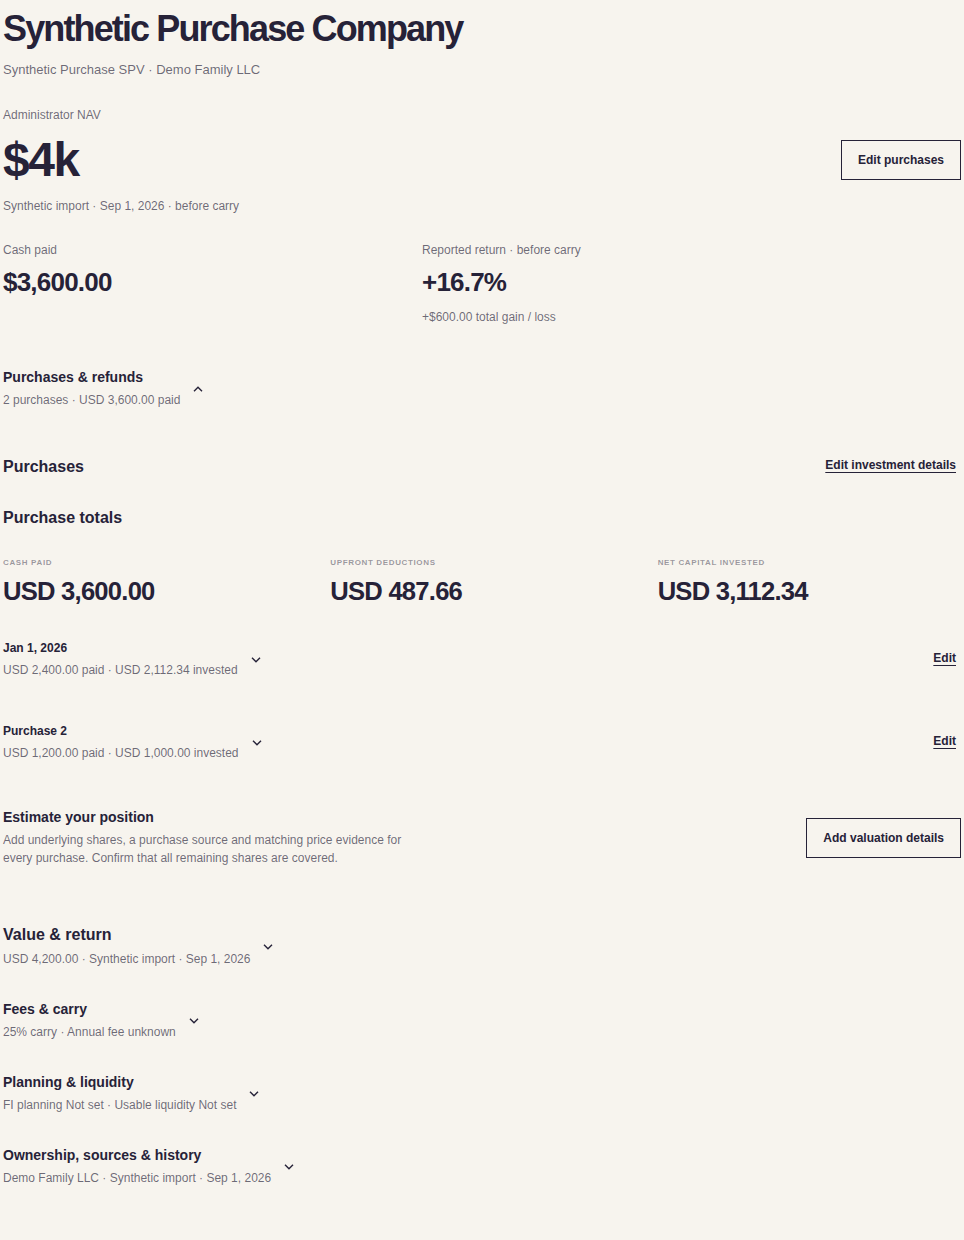 Synthetic Purchase Company
Synthetic Purchase SPV · Demo Family LLC
Administrator NAV
$4k
Edit purchases
Synthetic import · Sep 1, 2026 · before carry
Cash paid
Reported return · before carry
$3,600.00
+16.7%
+$600.00 total gain / loss
Purchases & refunds
2 purchases · USD 3,600.00 paid
Purchases
Edit investment details
Purchase totals
CASH PAID
UPFRONT DEDUCTIONS
NET CAPITAL INVESTED
USD 3,600.00
USD 487.66
USD 3,112.34
Jan 1, 2026
USD 2,400.00 paid · USD 2,112.34 invested
Edit
Purchase 2
USD 1,200.00 paid · USD 1,000.00 invested
Edit
Estimate your position
Add underlying shares, a purchase source and matching price evidence for
every purchase. Confirm that all remaining shares are covered.
Add valuation details
Value & return
USD 4,200.00 · Synthetic import · Sep 1, 2026
Fees & carry
25% carry · Annual fee unknown
Planning & liquidity
FI planning Not set · Usable liquidity Not set
Ownership, sources & history
Demo Family LLC · Synthetic import · Sep 1, 2026